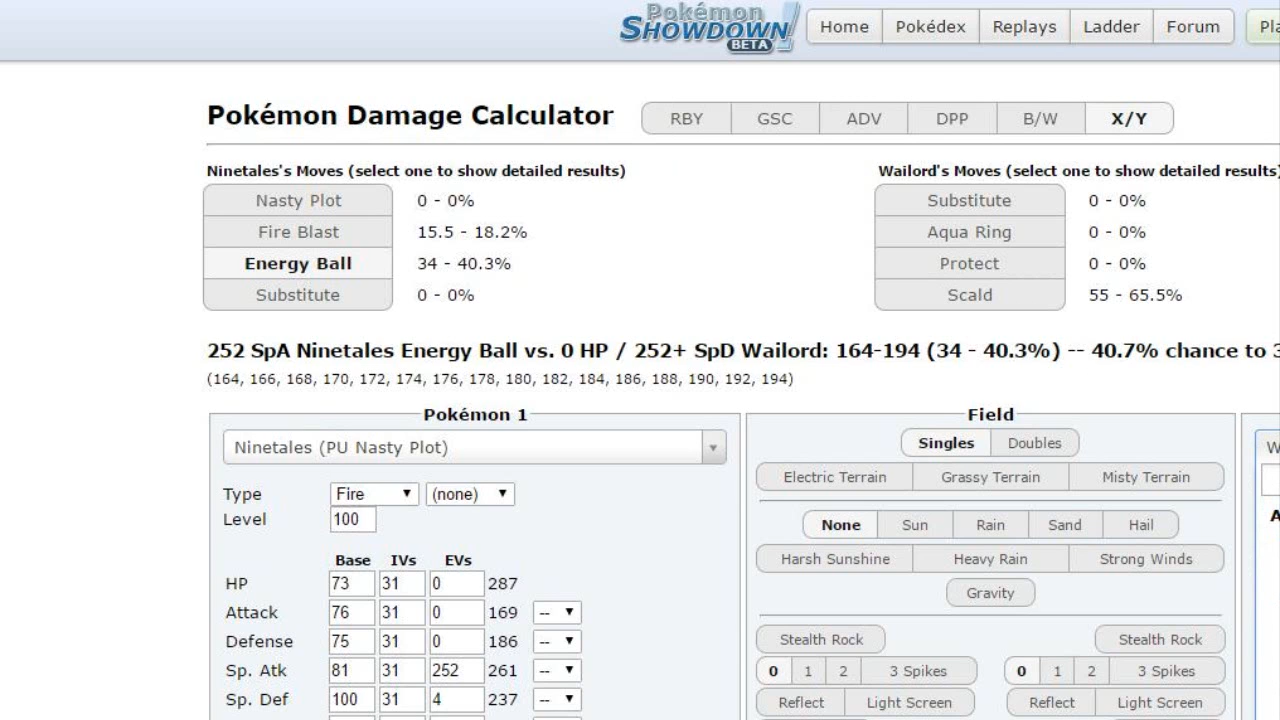 Pokémon
SHOWDOWN!
BETA
Home Pokédex Replays Ladder Forum
Pokémon Damage Calculator RBY GSC ADV DPP B/W X/Y
Ninetales's Moves (select one to show detailed results) Wailord's Moves (select one to show detailed results)
Nasty Plot 0 - 0% Substitute 0 - 0%
Fire Blast 15.5 - 18.2% Aqua Ring 0 - 0%
Energy Ball 34 - 40.3% Protect 0 - 0%
Substitute 0 - 0% Scald 55 - 65.5%
252 SpA Ninetales Energy Ball vs. 0 HP / 252+ SpD Wailord: 164-194 (34 - 40.3%) -- 40.7% chance to 3
(164, 166, 168, 170, 172, 174, 176, 178, 180, 182, 184, 186, 188, 190, 192, 194)
Pokémon 1 Field
Singles Doubles
Ninetales (PU Nasty Plot)
Electric Terrain Grassy Terrain Misty Terrain
Type Fire (none)
Level 100
None Sun Rain Sand Hail
Harsh Sunshine Heavy Rain Strong Winds
Base IVs EVs
HP 73 31 0 287
Gravity
Attack 76 31 0 169 --
Defense 75 31 0 186 --
Stealth Rock Stealth Rock
Sp. Atk 81 31 252 261 --
0 1 2 3 Spikes 0 1 2 3 Spikes
Sp. Def 100 31 4 237 --
Reflect Light Screen Reflect Light Screen